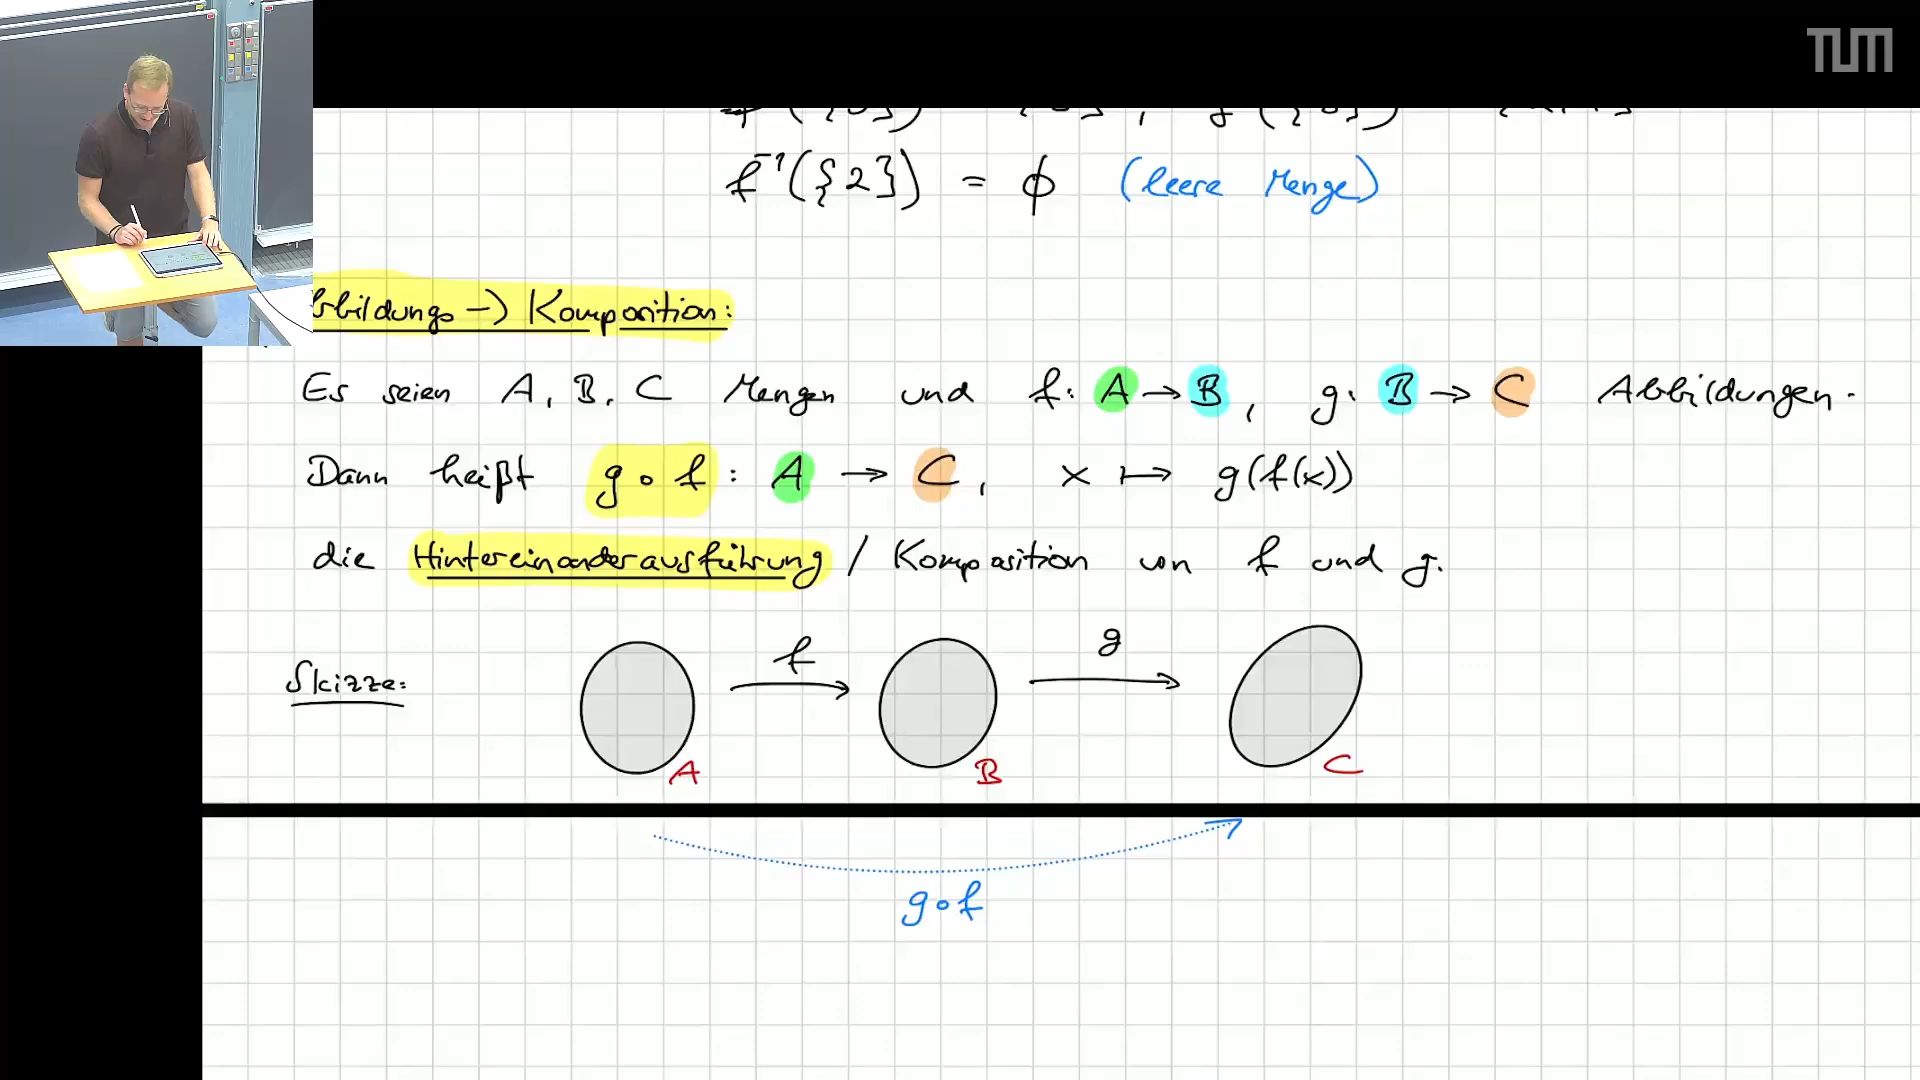 TUM
f⁻¹({2}) = ∅ (leere Menge)
bbildungs-) Komposition:
Es seien A, B, C Mengen und f: A → B, g: B → C Abbildungen.
Dann heißt g ∘ f : A → C, x ↦ g(f(x))
die Hintereinanderausführung / Komposition von f und g.
Skizze: f g
A B C
g∘f